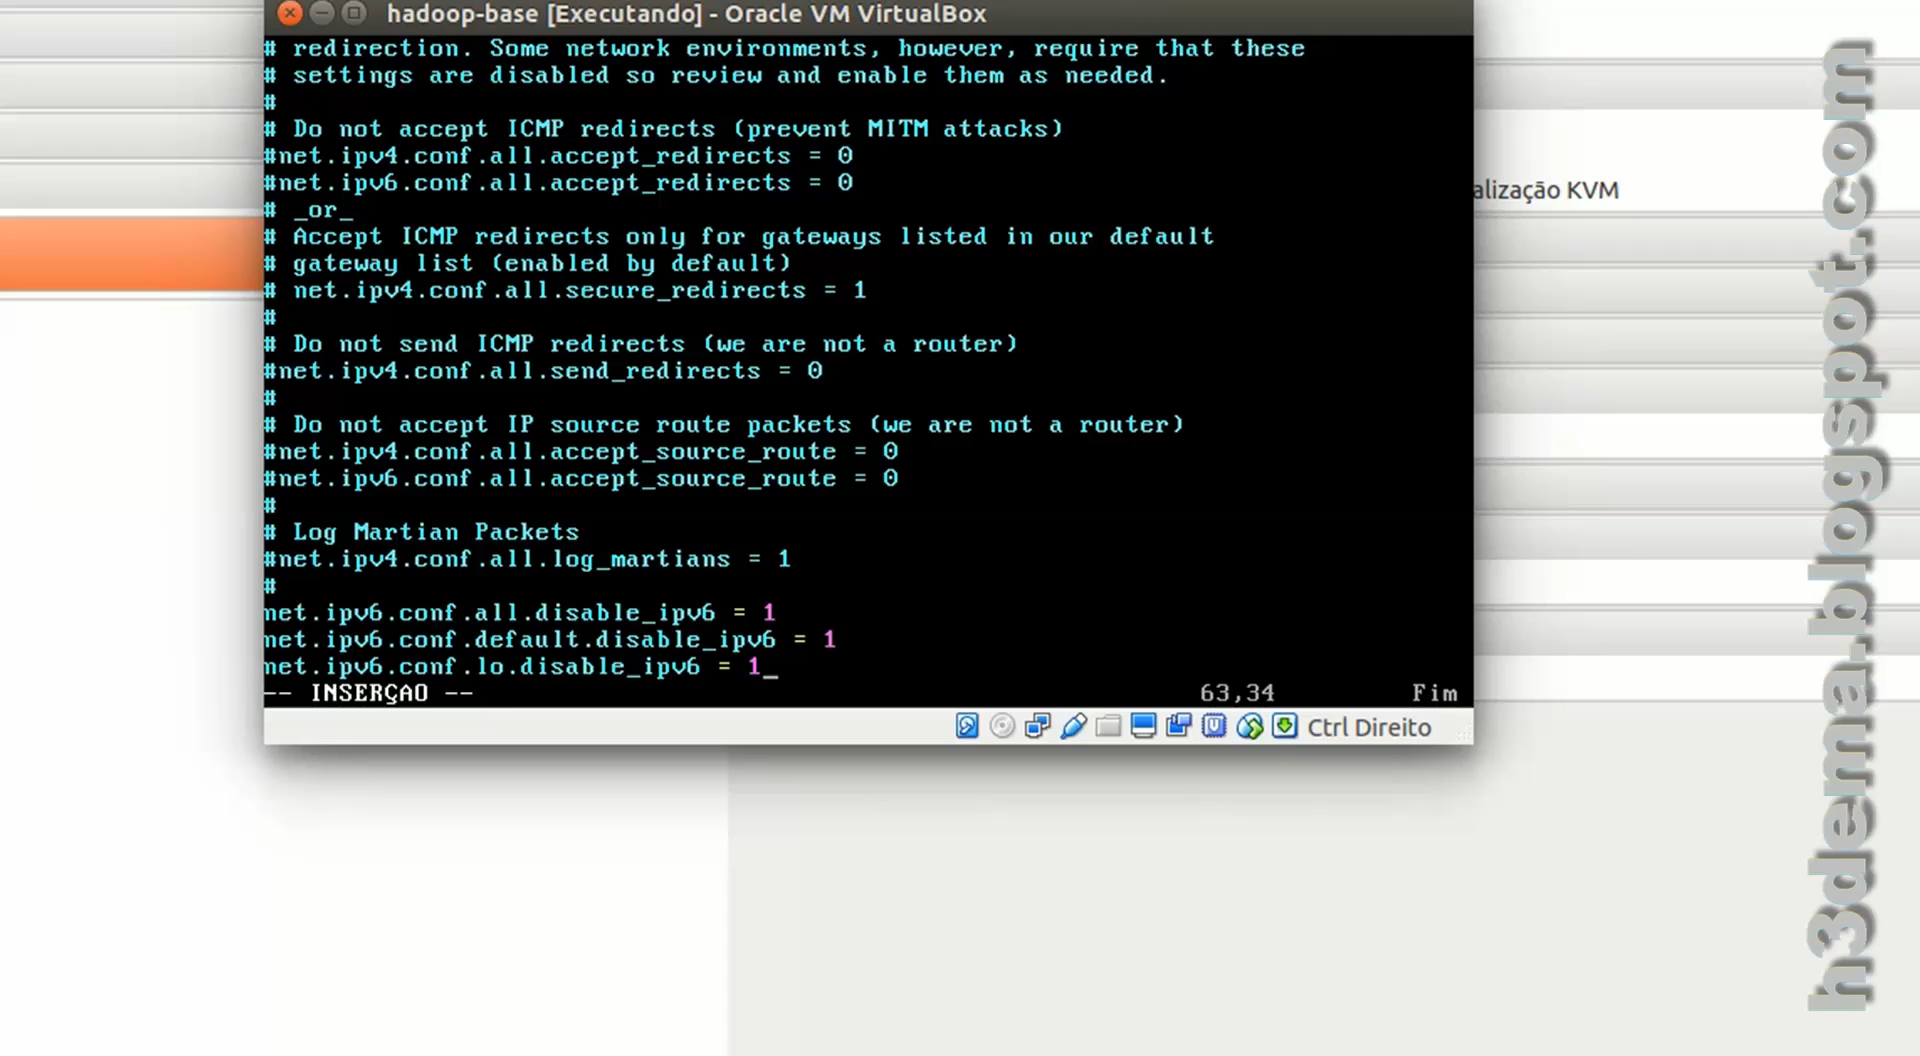 hadoop-base [Executando] - Oracle VM VirtualBox
# redirection. Some network environments, however, require that these
# settings are disabled so review and enable them as needed.
#
# Do not accept ICMP redirects (prevent MITM attacks)
#net.ipv4.conf.all.accept_redirects = 0
#net.ipv6.conf.all.accept_redirects = 0
# _or_
# Accept ICMP redirects only for gateways listed in our default
# gateway list (enabled by default)
# net.ipv4.conf.all.secure_redirects = 1
#
# Do not send ICMP redirects (we are not a router)
#net.ipv4.conf.all.send_redirects = 0
#
# Do not accept IP source route packets (we are not a router)
#net.ipv4.conf.all.accept_source_route = 0
#net.ipv6.conf.all.accept_source_route = 0
#
# Log Martian Packets
#net.ipv4.conf.all.log_martians = 1
#
net.ipv6.conf.all.disable_ipv6 = 1
net.ipv6.conf.default.disable_ipv6 = 1
net.ipv6.conf.lo.disable_ipv6 = 1_
-- INSERÇAO -- 63,34 Fim
Ctrl Direito
alização KVM
h3dema.blogspot.com